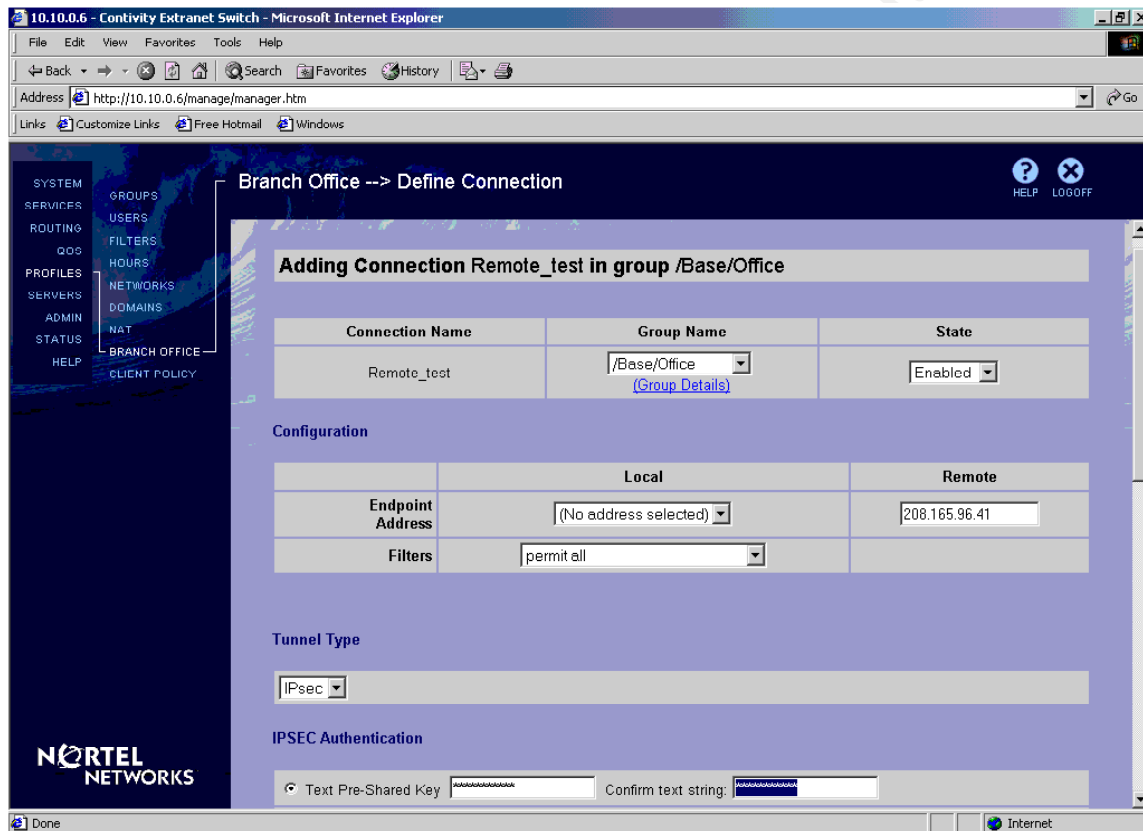 10.10.0.6 - Contivity Extranet Switch - Microsoft Internet Explorer
File Edit View Favorites Tools Help
Back Search Favorites History
Address http://10.10.0.6/manage/manager.htm Go
Links Customize Links Free Hotmail Windows
SYSTEM
SERVICES
ROUTING
QOS
PROFILES
SERVERS
ADMIN
STATUS
HELP
GROUPS
USERS
FILTERS
HOURS
NETWORKS
DOMAINS
NAT
BRANCH OFFICE
CLIENT POLICY
Branch Office --> Define Connection
HELP LOGOFF
Adding Connection Remote_test in group /Base/Office
Connection Name Group Name State
Remote_test /Base/Office Enabled
(Group Details)
Configuration
Local Remote
Endpoint Address (No address selected) 208.165.96.41
Filters permit all
Tunnel Type
IPsec
IPSEC Authentication
Text Pre-Shared Key ************* Confirm text string: *************
NORTEL
NETWORKS
Done Internet